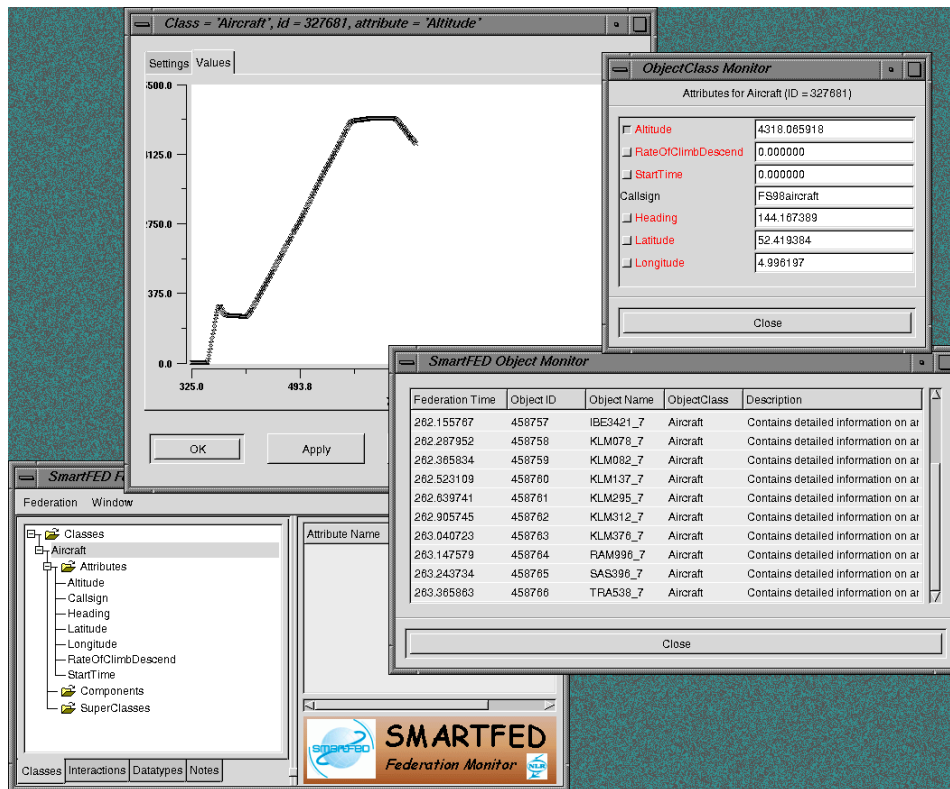 Class = 'Aircraft', id = 327681, attribute = 'Altitude'
Settings Values
5500.0
4125.0
2750.0
375.0
0.0
325.0 493.8
OK Apply
ObjectClass Monitor
Attributes for Aircraft (ID = 327681)
Altitude 4318.065918
RateOfClimbDescend 0.000000
StartTime 0.000000
Callsign FS98aircraft
Heading 144.167389
Latitude 52.419384
Longitude 4.996197
Close
SmartFED Object Monitor
Federation Time Object ID Object Name ObjectClass Description
262.155767 458757 IBE3421_7 Aircraft Contains detailed information on ar
262.287952 458758 KLM078_7 Aircraft Contains detailed information on ar
262.365834 458759 KLM082_7 Aircraft Contains detailed information on ar
262.523109 458760 KLM137_7 Aircraft Contains detailed information on ar
262.639741 458761 KLM295_7 Aircraft Contains detailed information on ar
262.905745 458762 KLM312_7 Aircraft Contains detailed information on ar
263.040723 458763 KLM376_7 Aircraft Contains detailed information on ar
263.147579 458764 RAM996_7 Aircraft Contains detailed information on ar
263.243734 458765 SAS396_7 Aircraft Contains detailed information on ar
263.365863 458766 TRA538_7 Aircraft Contains detailed information on ar
Close
SmartFED F
Federation Window
Classes
Aircraft
Attributes
Altitude
Callsign
Heading
Latitude
Longitude
RateOfClimbDescend
StartTime
Components
SuperClasses
Classes Interactions Datatypes Notes
Attribute Name
SMARTFED
SMARTFED
Federation Monitor
NLR